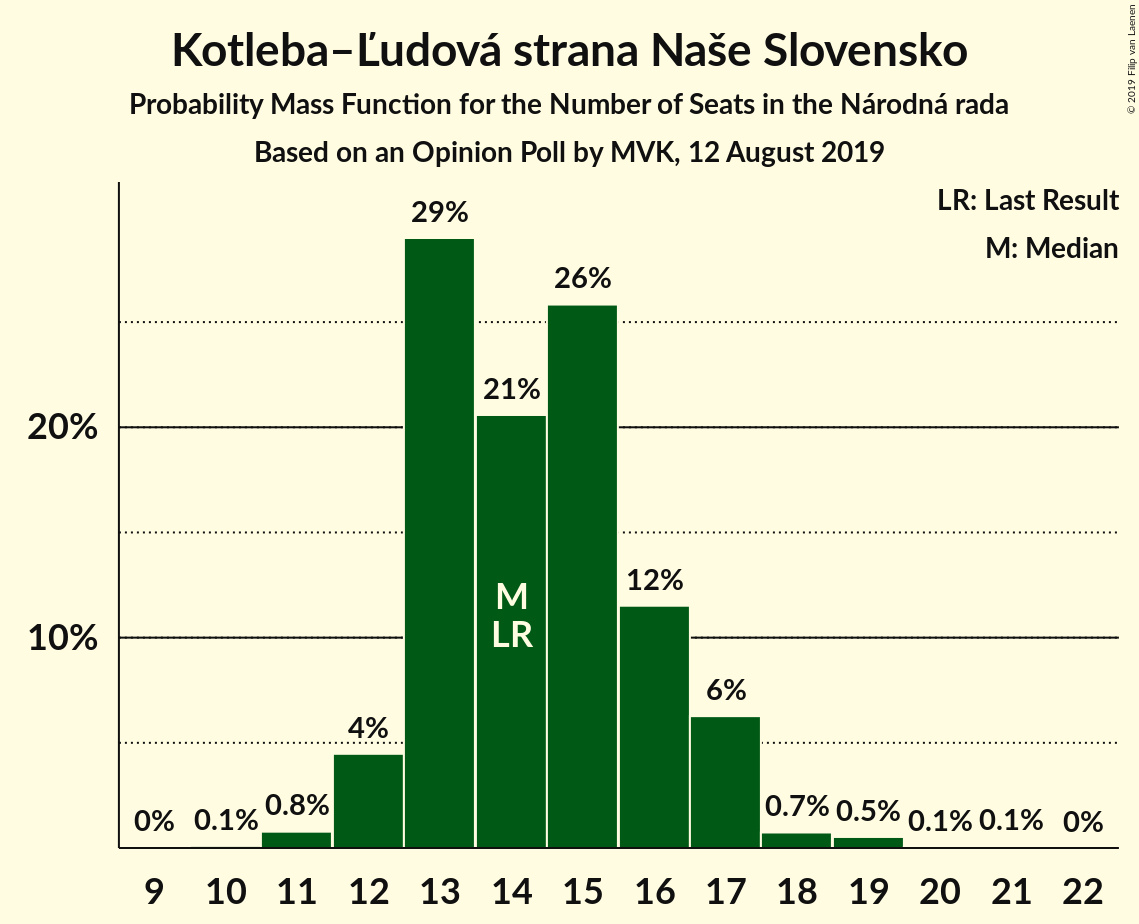 Kotleba–Ľudová strana Naše Slovensko
Probability Mass Function for the Number of Seats in the Národná rada
Based on an Opinion Poll by MVK, 12 August 2019
© 2019 Filip van Laenen
LR: Last Result
M: Median
20%
10%
0%
0.1%
0.8%
4%
29%
21%
26%
12%
6%
0.7%
0.5%
0.1%
0.1%
0%
M
LR
9 10 11 12 13 14 15 16 17 18 19 20 21 22